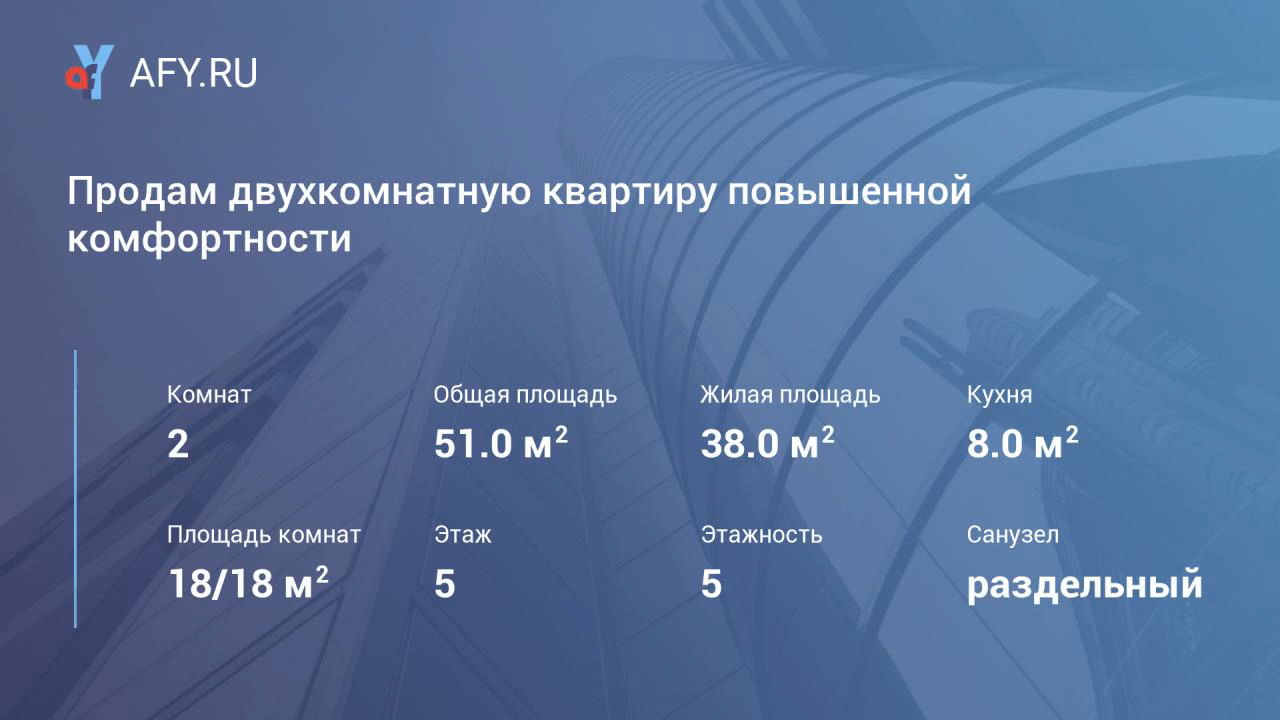 аfY AFY.RU
Продам двухкомнатную квартиру повышенной
комфортности
Комнат
2
Общая площадь
51.0 м²
Жилая площадь
38.0 м²
Кухня
8.0 м²
Площадь комнат
18/18 м²
Этаж
5
Этажность
5
Санузел
раздельный